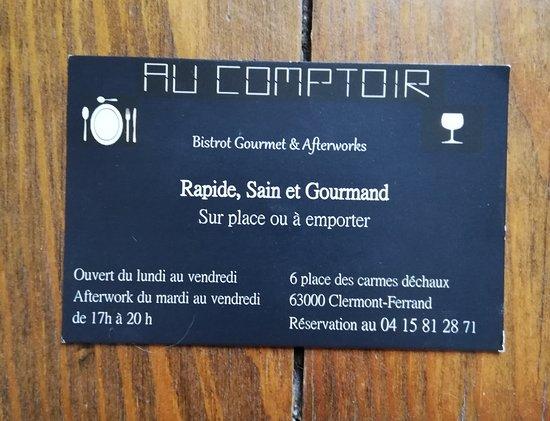 AU COMPTOIR
Bistrot Gourmet & Afterworks
Rapide, Sain et Gourmand
Sur place ou à emporter
Ouvert du lundi au vendredi
Afterwork du mardi au vendredi
de 17h à 20 h
6 place des carmes déchaux
63000 Clermont-Ferrand
Réservation au 04 15 81 28 71